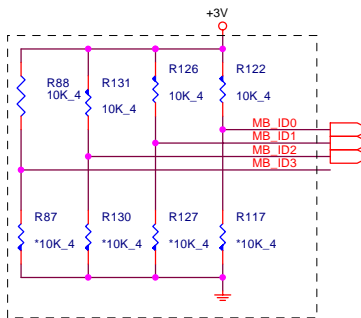 +3V
R88
R131
R126
R122
10K_4
10K_4
10K_4
10K_4
MB_ID0
MB_ID1
MB_ID2
MB_ID3
R87
R130
R127
R117
*10K_4
*10K_4
*10K_4
*10K_4